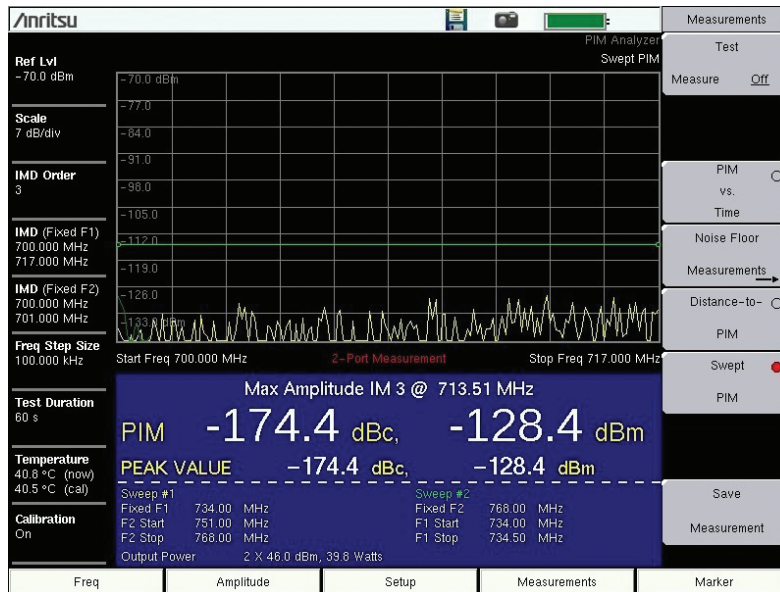 /inritsu
Measurements
PIM Analyzer
Swept PIM
Ref Lvl
-70.0 dBm
Scale
7 dB/div
IMD Order
3
IMD (Fixed F1)
700.000 MHz
717.000 MHz
IMD (Fixed F2)
700.000 MHz
701.000 MHz
Freq Step Size
100.000 kHz
Test Duration
60 s
Temperature
40.8 °C (now)
40.5 °C (cal)
Calibration
On
-70.0 dBm
-77.0
-84.0
-91.0
-98.0
-105.0
-112.0
-119.0
-126.0
-133.0 dBm
Start Freq 700.000 MHz
2-Port Measurement
Stop Freq 717.000 MHz
Max Amplitude IM 3 @ 713.51 MHz
PIM -174.4 dBc, -128.4 dBm
PEAK VALUE -174.4 dBc, -128.4 dBm
Sweep #1
Fixed F1 734.00 MHz
F2 Start 751.00 MHz
F2 Stop 768.00 MHz
Sweep #2
Fixed F2 768.00 MHz
F1 Start 734.00 MHz
F1 Stop 734.50 MHz
Output Power 2 X 46.0 dBm, 39.8 Watts
Test
Measure Off
PIM
vs.
Time
Noise Floor
Measurements
Distance-to-
PIM
Swept
PIM
Save
Measurement
Freq
Amplitude
Setup
Measurements
Marker